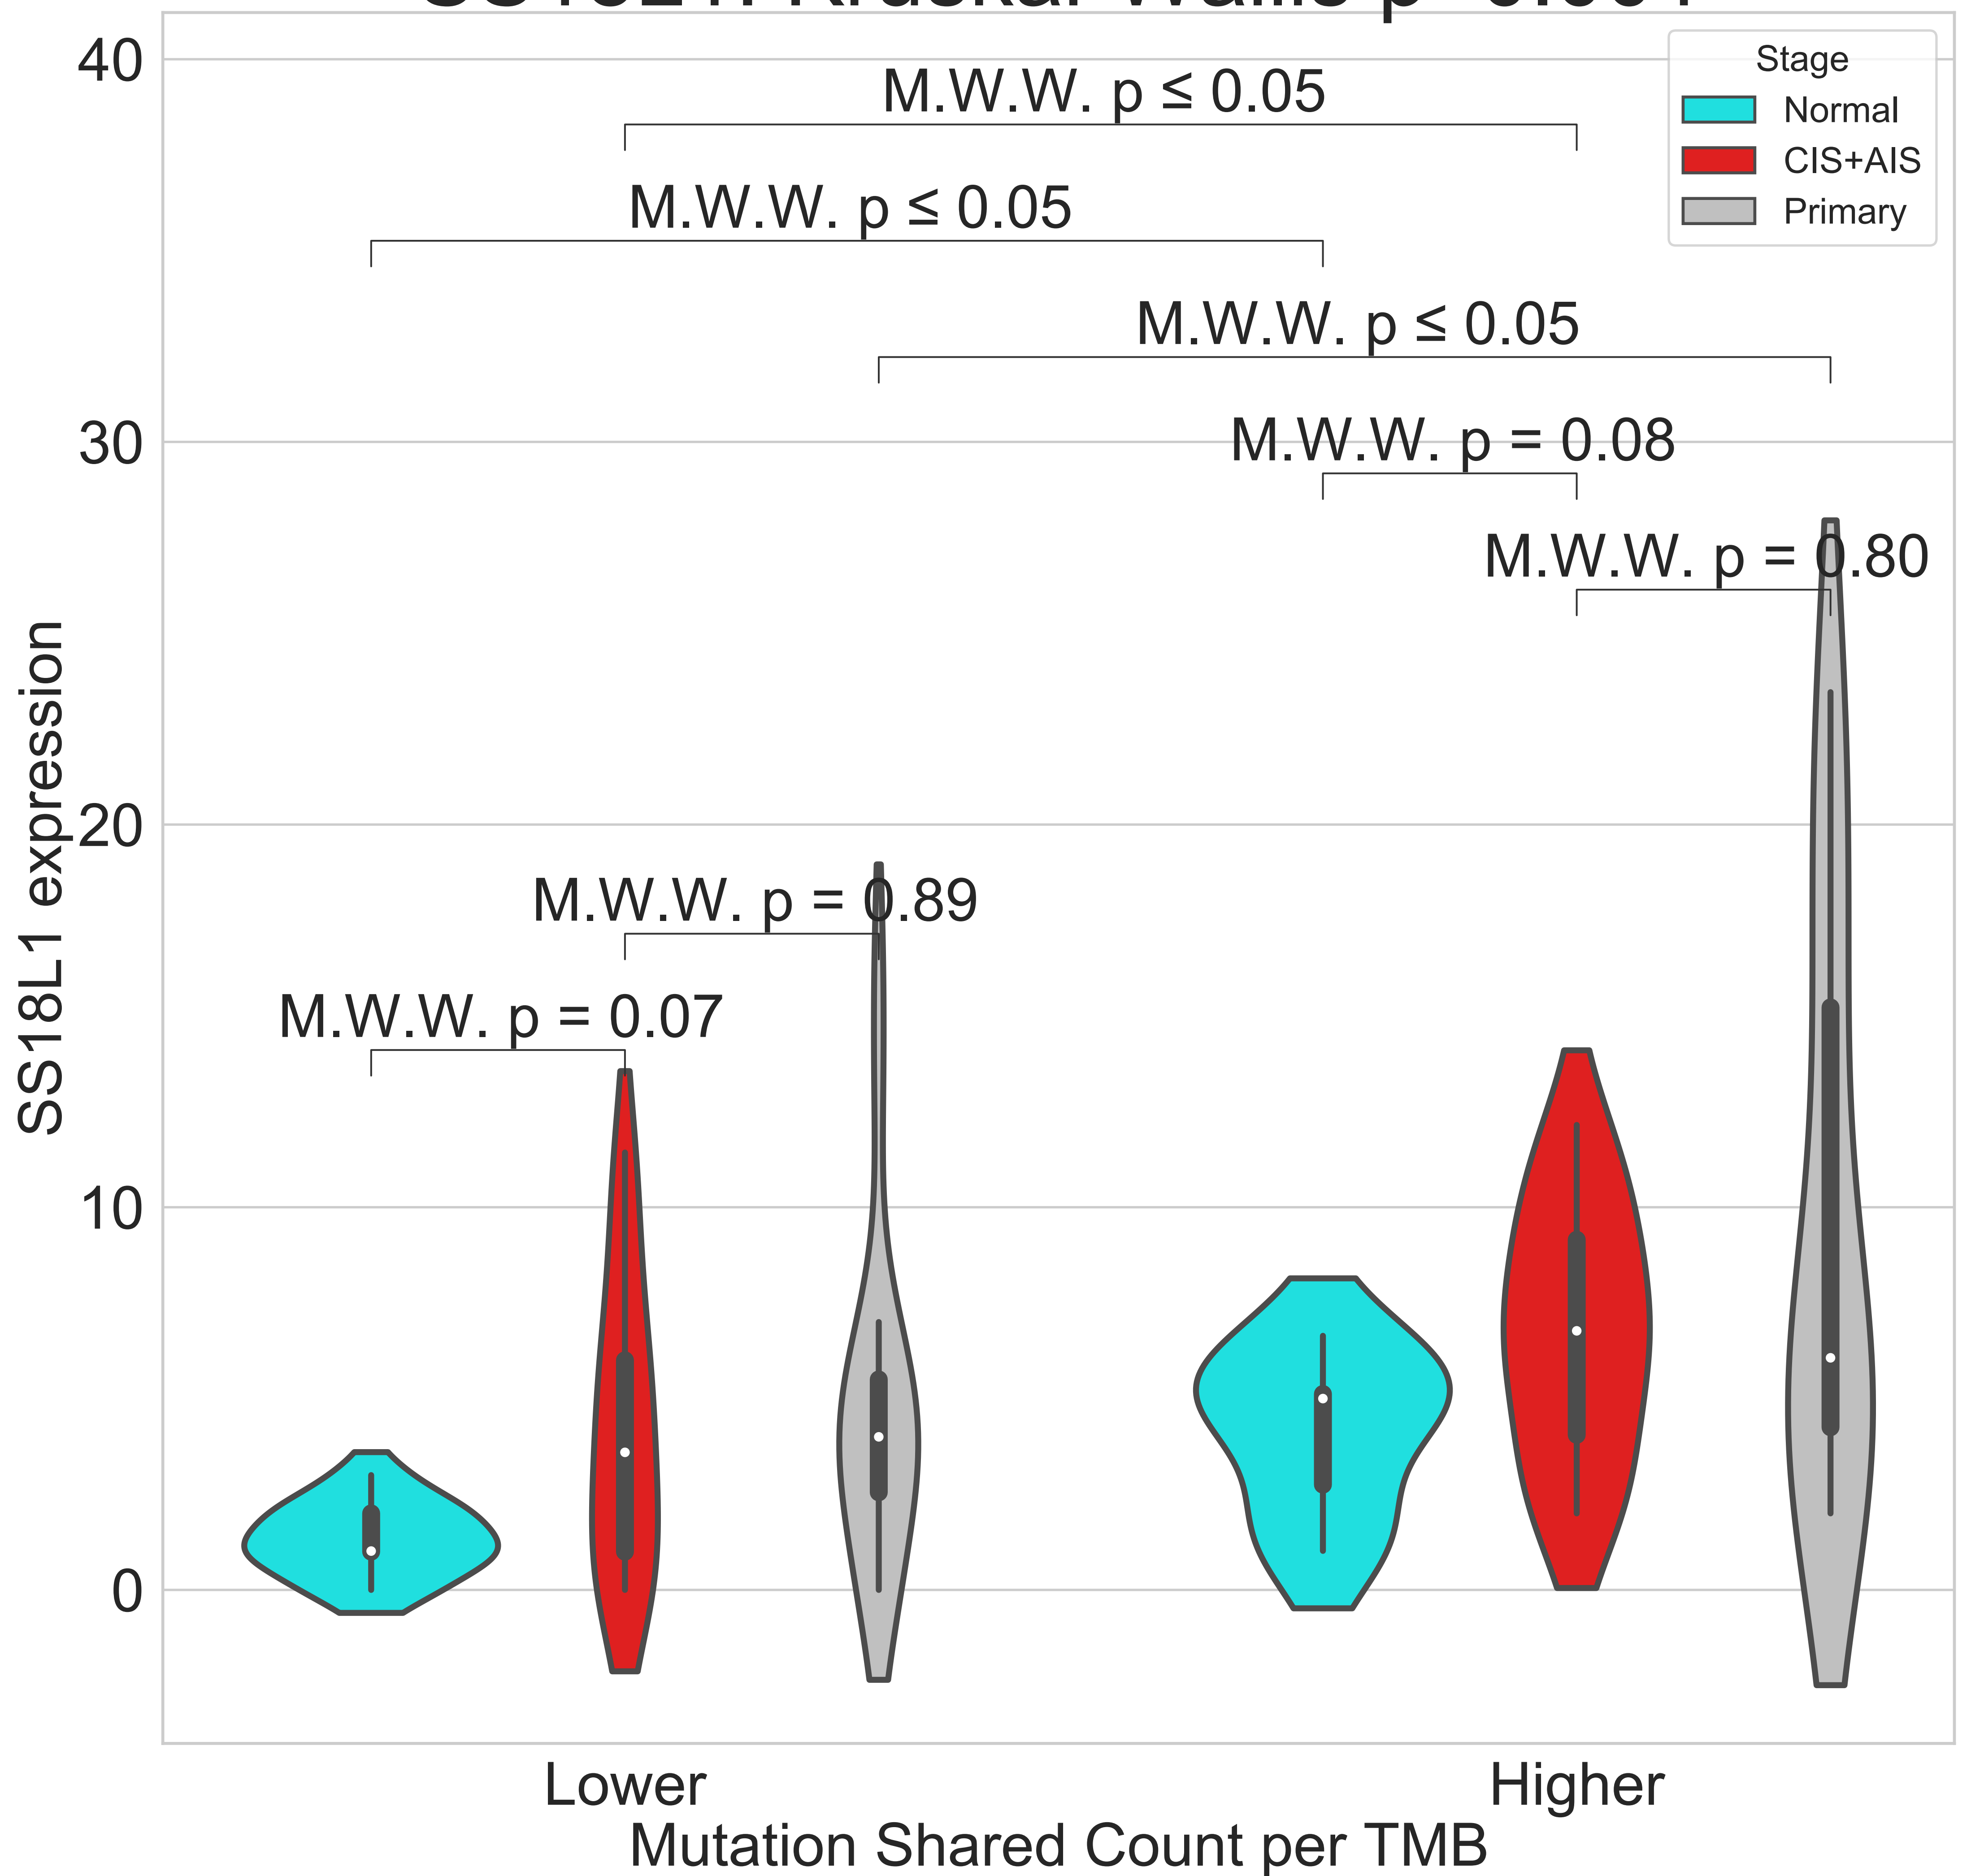 40
30
20
10
0
SS18L1 expression
M.W.W. p ≤ 0.05
M.W.W. p ≤ 0.05
M.W.W. p ≤ 0.05
M.W.W. p = 0.08
M.W.W. p = 0.80
M.W.W. p = 0.89
M.W.W. p = 0.07
Stage
Normal
CIS+AIS
Primary
Lower
Higher
Mutation Shared Count per TMB